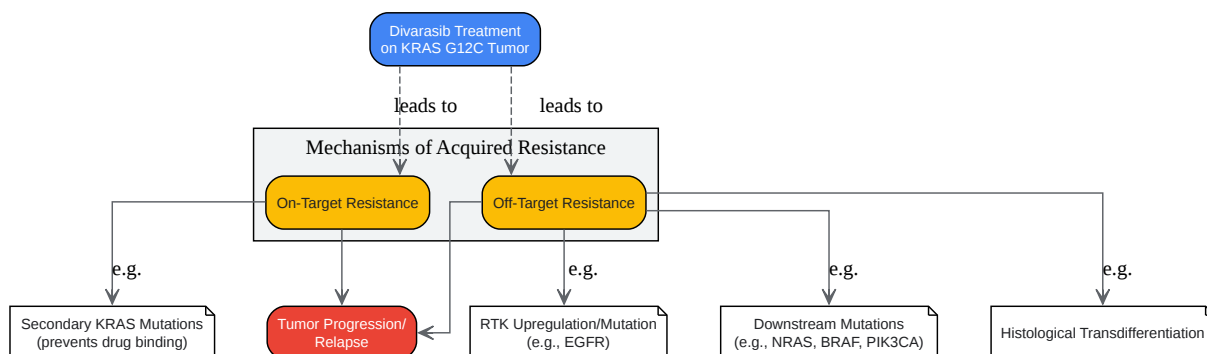 Divarasib Treatment
on KRAS G12C Tumor
leads to
leads to
Mechanisms of Acquired Resistance
On-Target Resistance
Off-Target Resistance
e.g.
e.g.
e.g.
e.g.
Secondary KRAS Mutations
(prevents drug binding)
Tumor Progression/
Relapse
RTK Upregulation/Mutation
(e.g., EGFR)
Downstream Mutations
(e.g., NRAS, BRAF, PIK3CA)
Histological Transdifferentiation